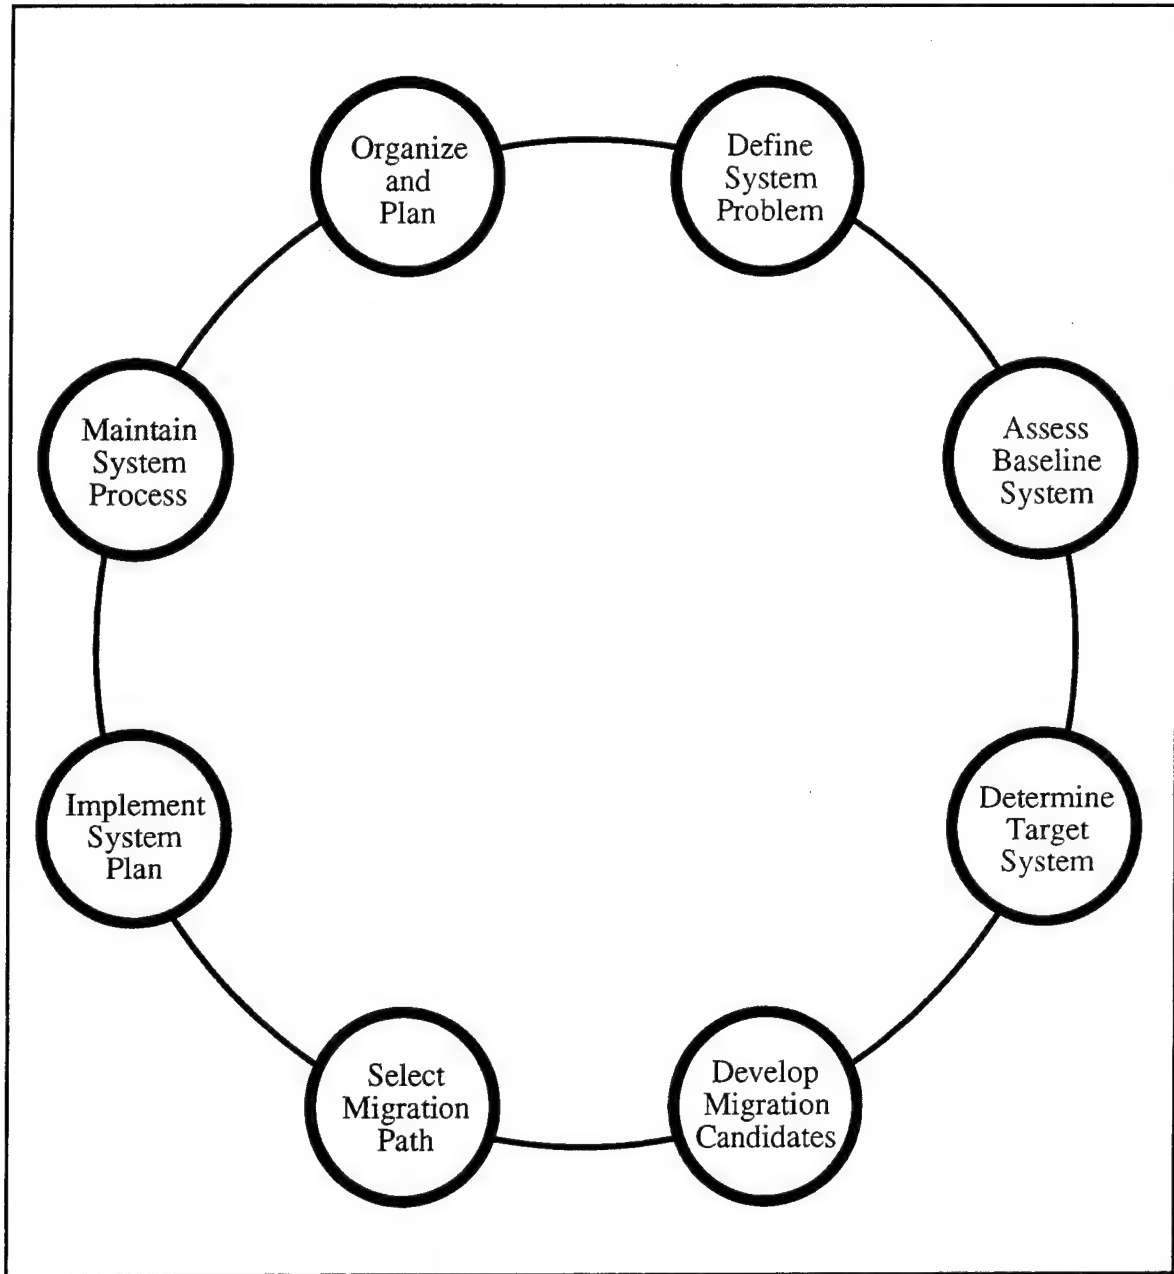 Organize
and
Plan
Define
System
Problem
Assess
Baseline
System
Determine
Target
System
Develop
Migration
Candidates
Select
Migration
Path
Implement
System
Plan
Maintain
System
Process